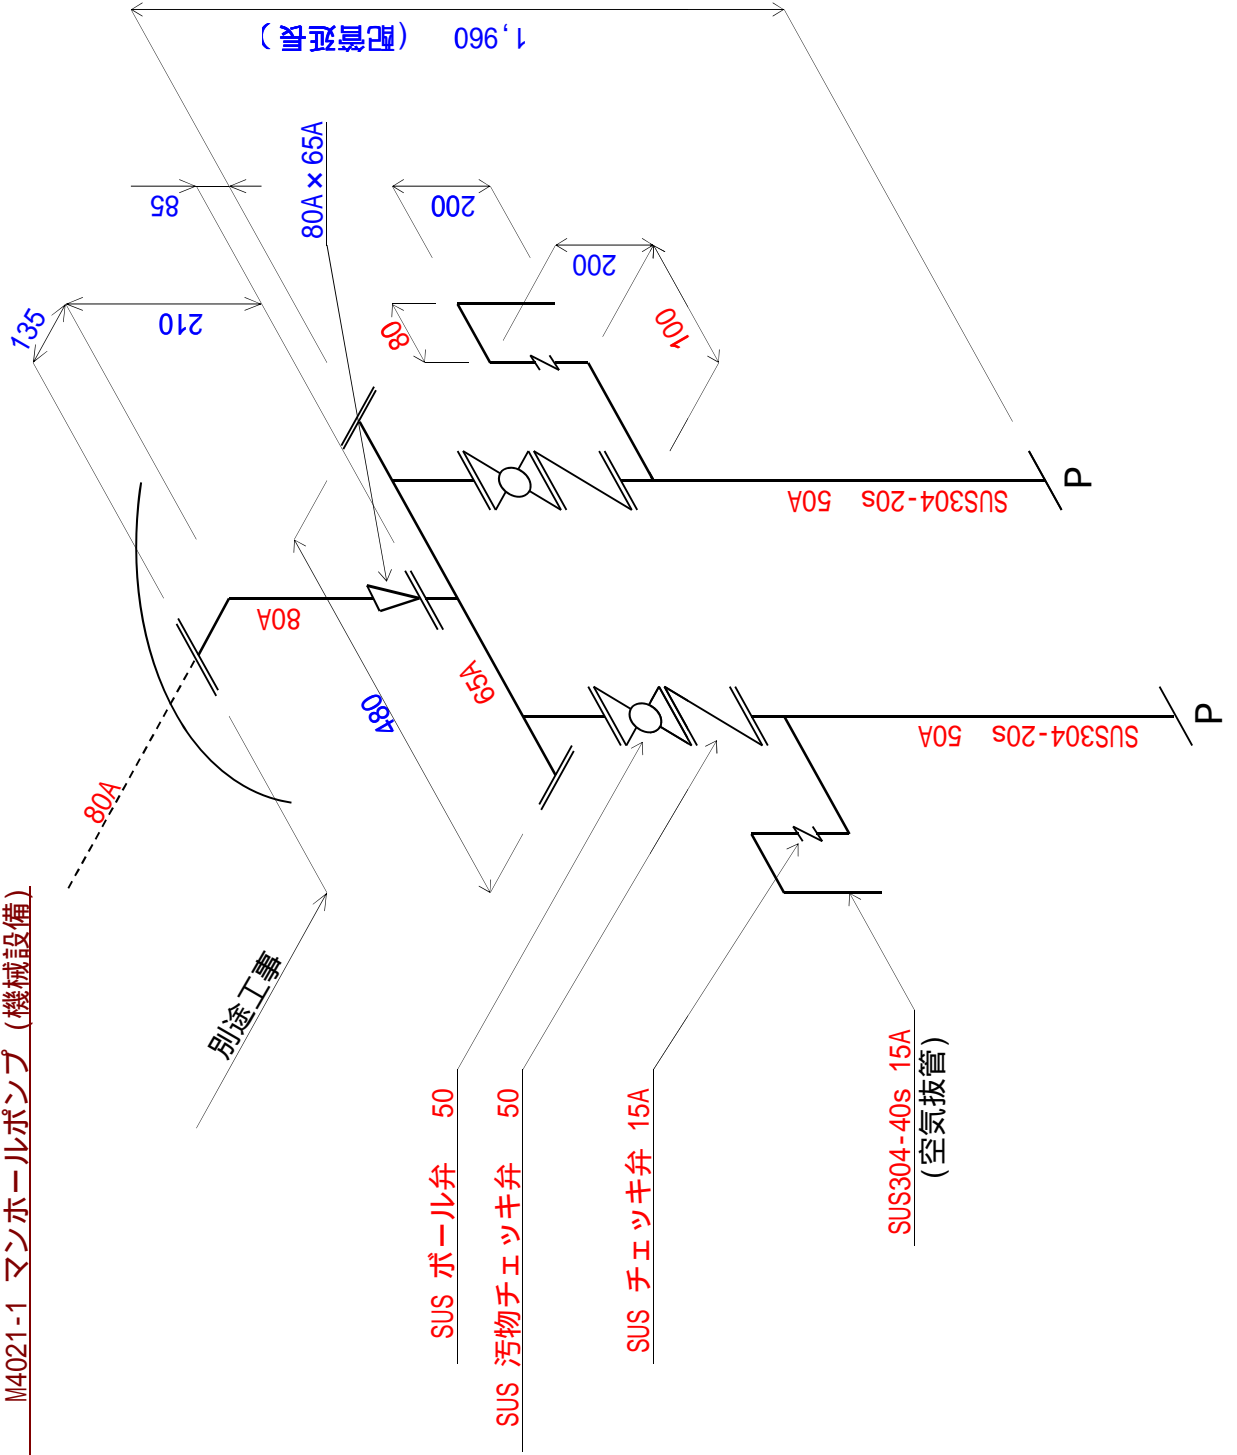 M4021-1 マンホールポンプ (機械設備)
1,960 (配管延長)
80A×65A
85
200
200
135
210
80
100
80A
65A
480
80A
別途工事
50A SUS304-20s
P
50A SUS304-20s
P
SUS ボール弁 50
SUS 汚物チェッキ弁 50
SUS チェッキ弁 15A
SUS304-40s 15A
(空気抜管)